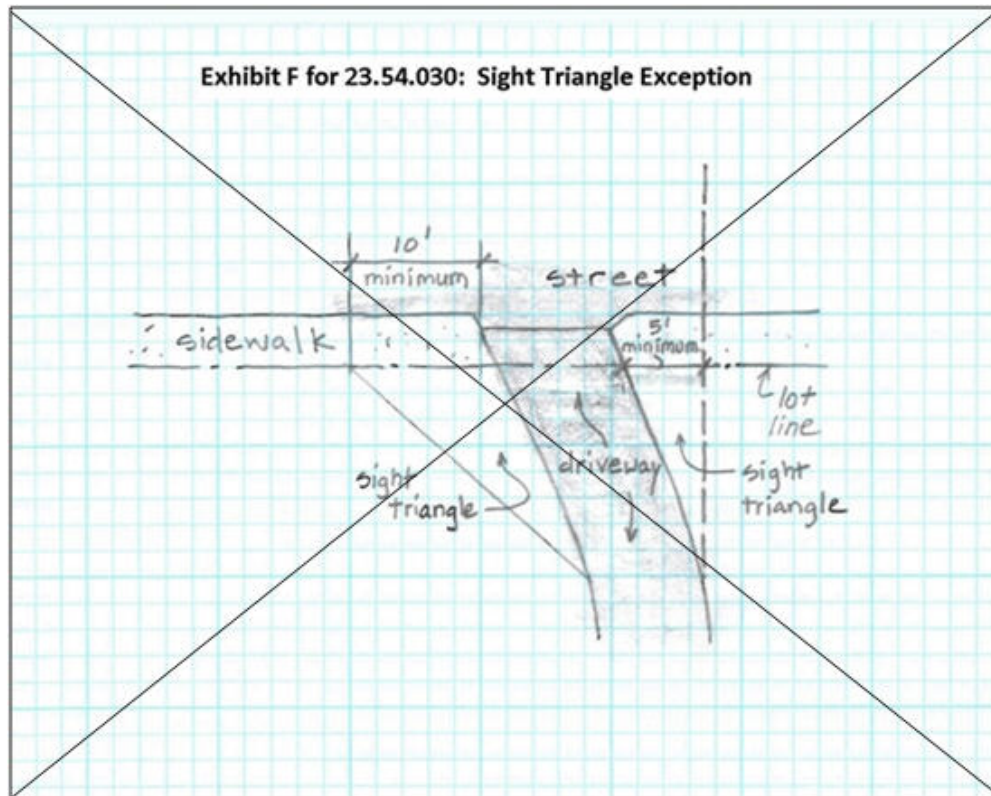 Exhibit F for 23.54.030: Sight Triangle Exception
10'
minimum
street
sidewalk
5'
minimum
lot
line
driveway
sight
triangle
sight
triangle